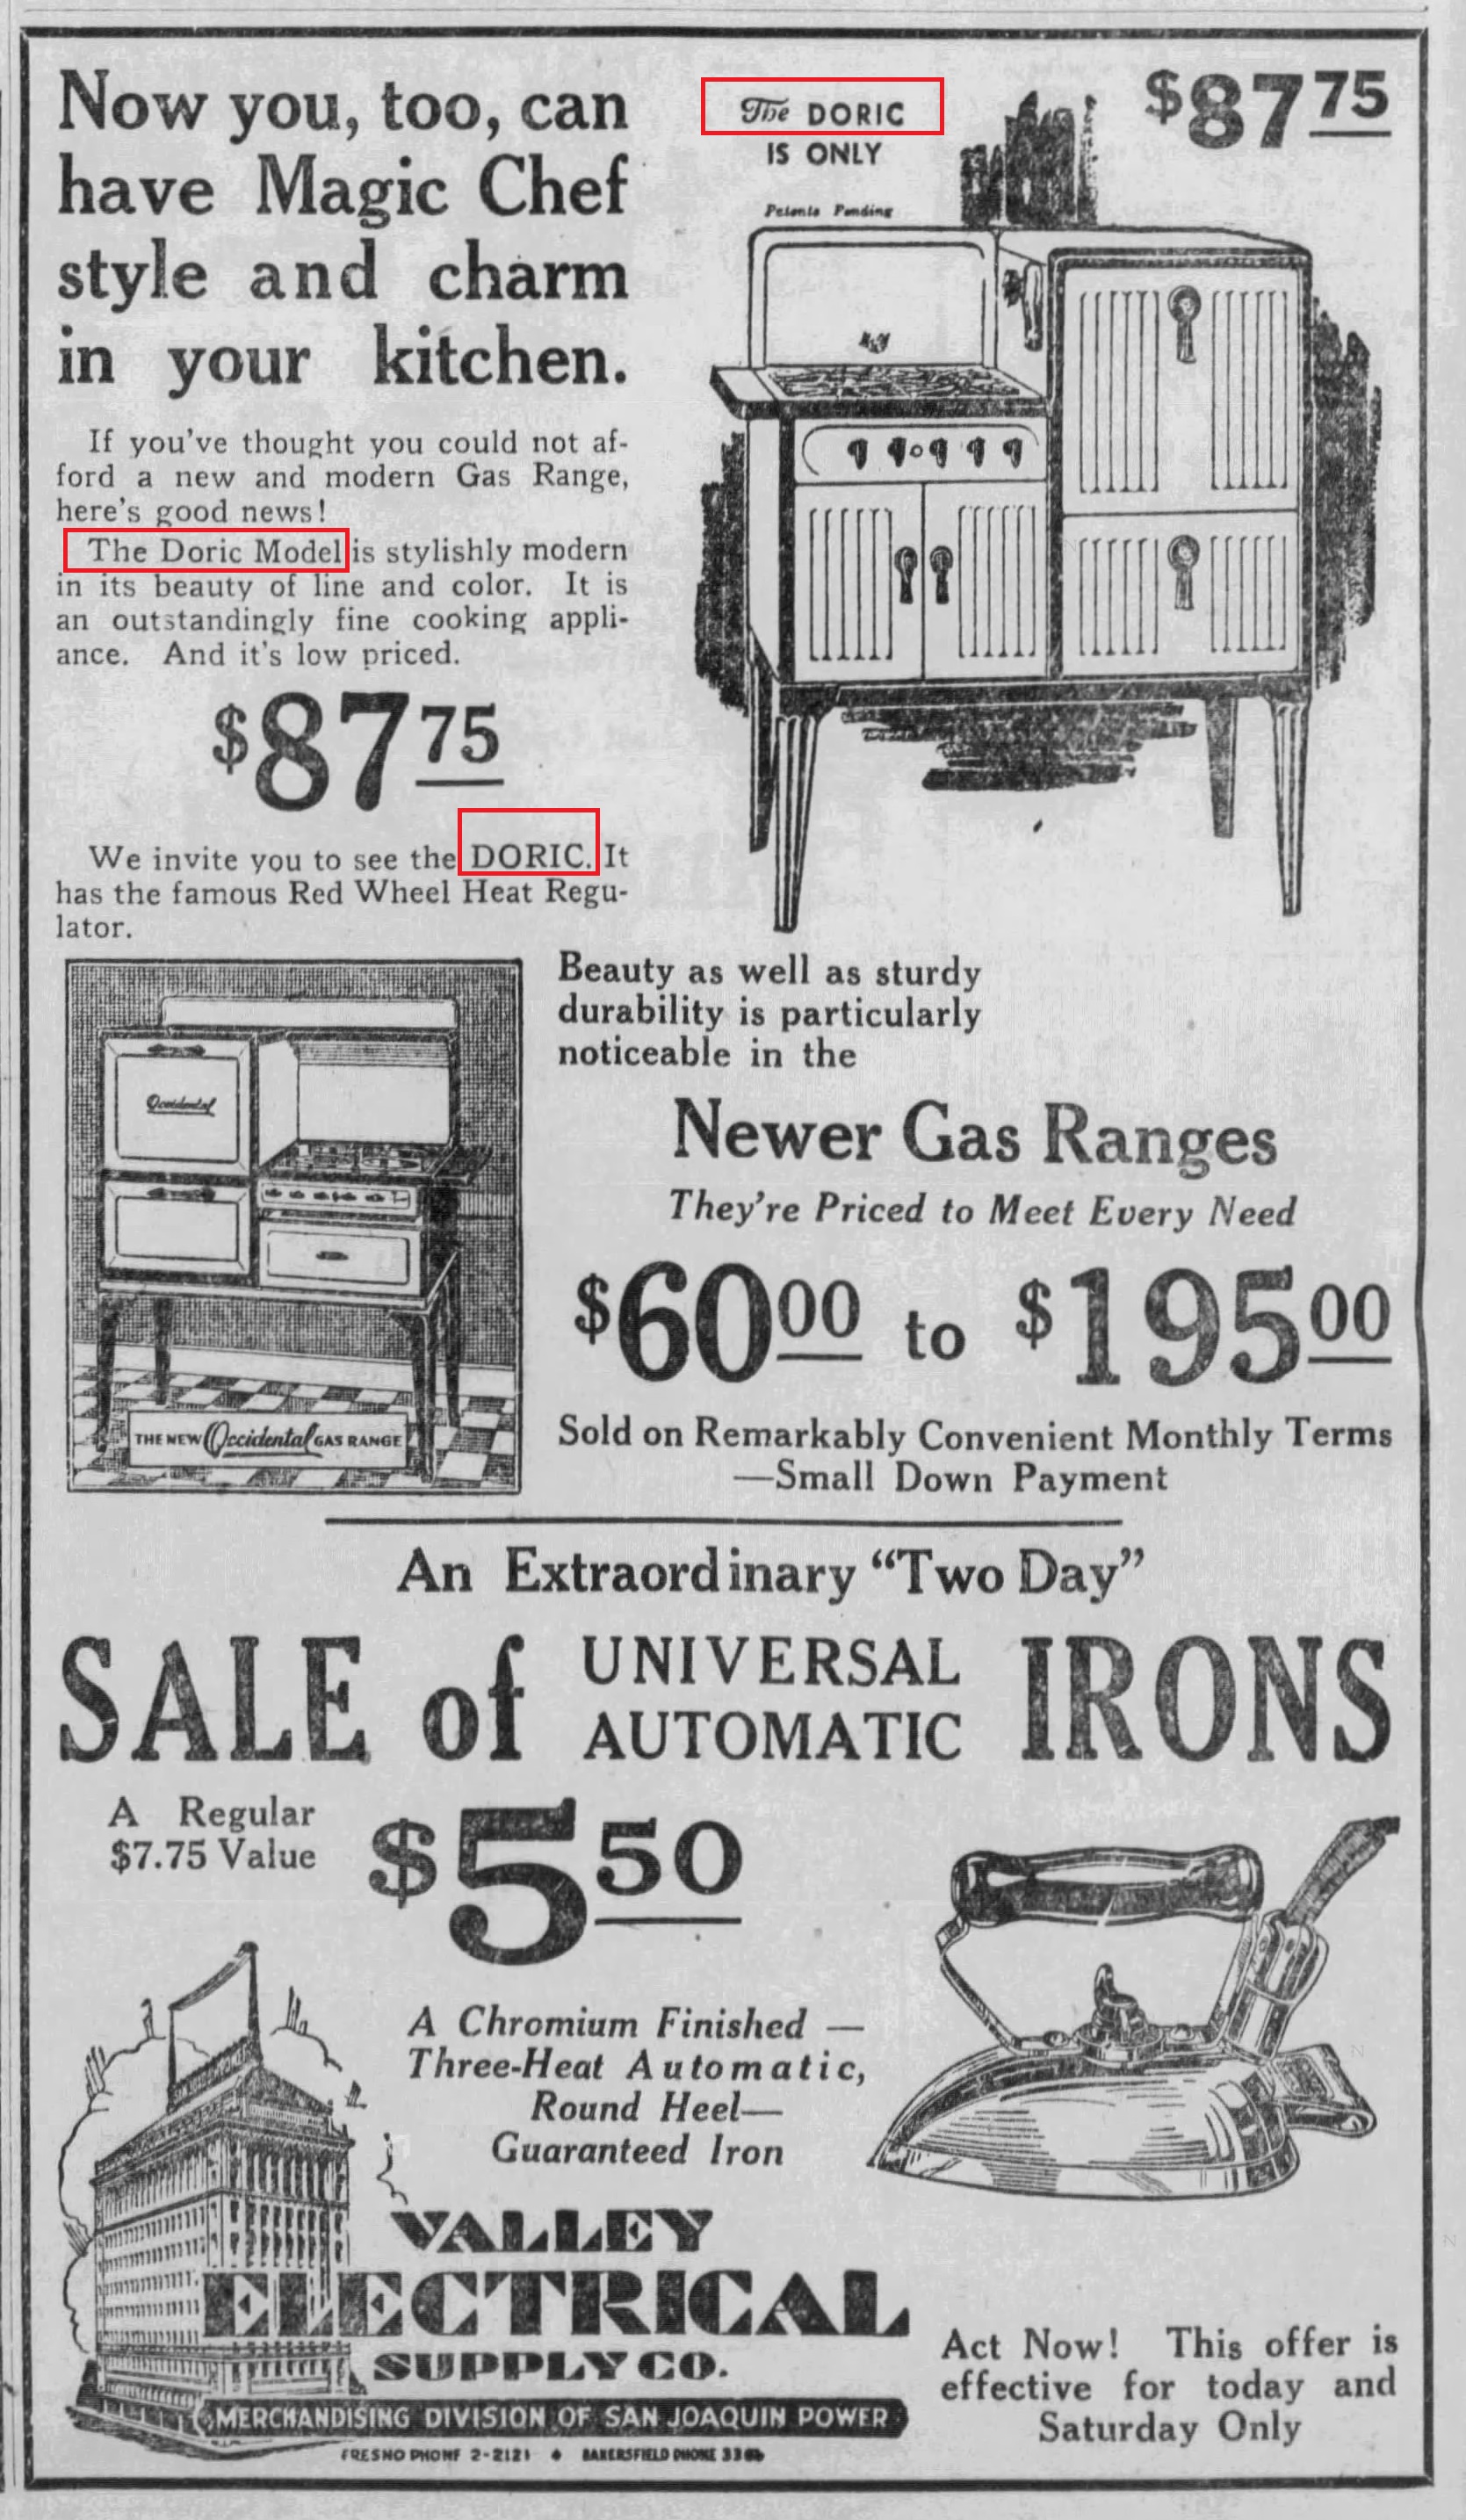 Now you, too, can
have Magic Chef
style and charm
in your kitchen.
The DORIC
IS ONLY
$87 75
Patents Pending
If you've thought you could not af-
ford a new and modern Gas Range,
here's good news!
The Doric Model is stylishly modern
in its beauty of line and color. It is
an outstandingly fine cooking appli-
ance. And it's low priced.
$87 75
We invite you to see the DORIC. It
has the famous Red Wheel Heat Regu-
lator.
Occidental
THE NEW Occidental GAS RANGE
Beauty as well as sturdy
durability is particularly
noticeable in the
Newer Gas Ranges
They're Priced to Meet Every Need
$60 00 to $195 00
Sold on Remarkably Convenient Monthly Terms
—Small Down Payment
An Extraordinary “Two Day”
SALE of UNIVERSAL AUTOMATIC IRONS
A Regular
$7.75 Value
$5 50
A Chromium Finished —
Three-Heat Automatic,
Round Heel—
Guaranteed Iron
VALLEY
ELECTRICAL
SUPPLY CO.
MERCHANDISING DIVISION OF SAN JOAQUIN POWER
FRESNO PHONE 2-2121 • BAKERSFIELD PHONE
Act Now! This offer is
effective for today and
Saturday Only